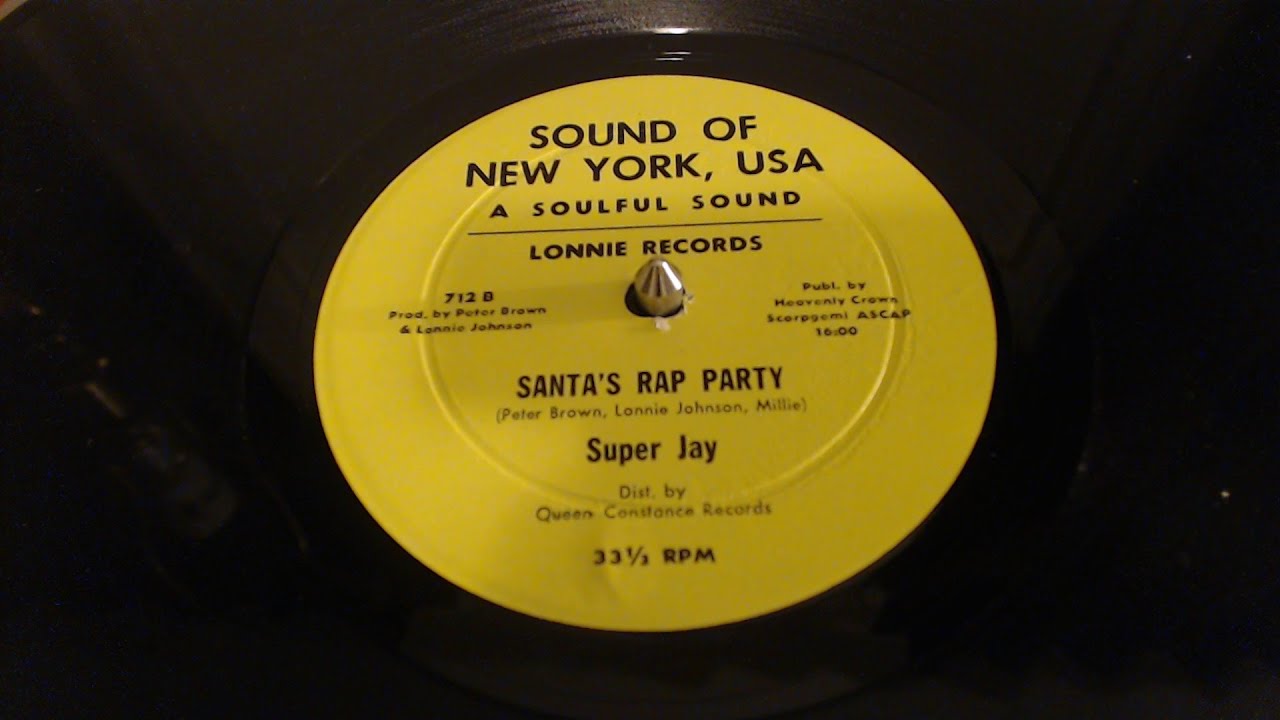 SOUND OF
NEW YORK, USA
A SOULFUL SOUND
LONNIE RECORDS
712 B
Prod. by Peter Brown
& Lonnie Johnson
Publ. by
Heavenly Crown
Scorpgemi ASCAP
16:00
SANTA'S RAP PARTY
(Peter Brown, Lonnie Johnson, Millie)
Super Jay
Dist. by
Queen Constance Records
33⅓ RPM